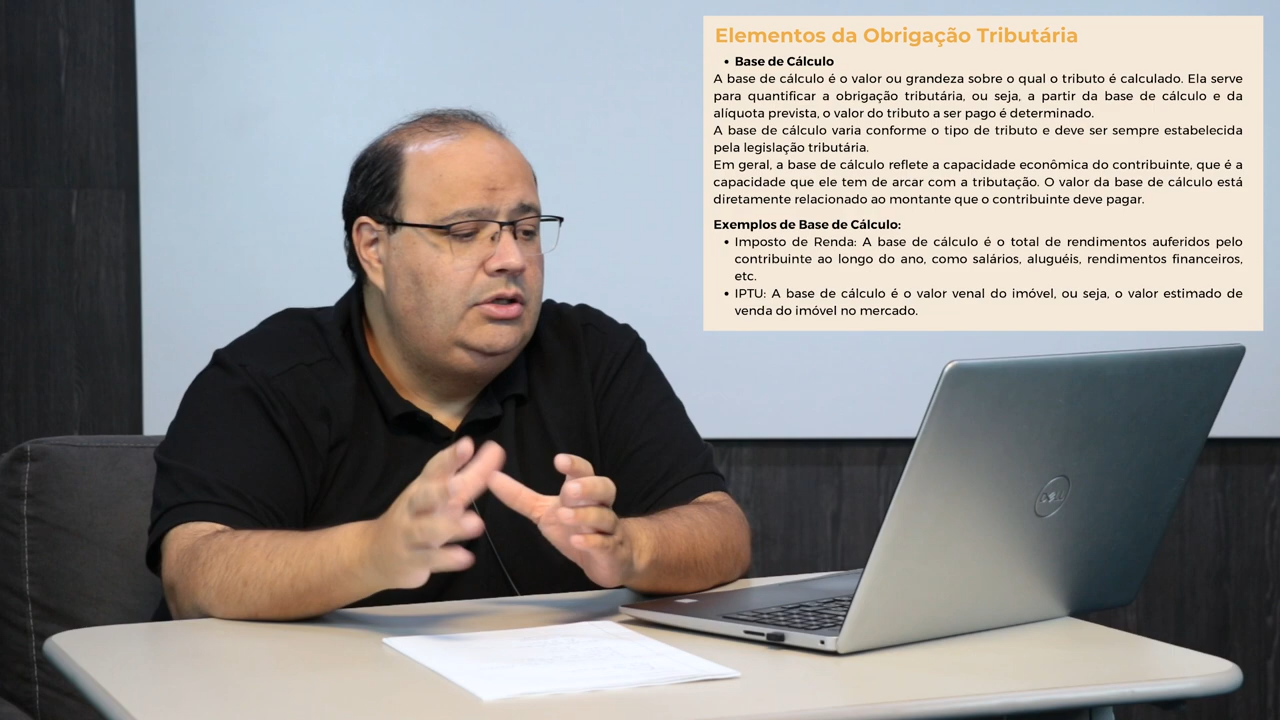 Elementos da Obrigação Tributária
• Base de Cálculo
A base de cálculo é o valor ou grandeza sobre o qual o tributo é calculado. Ela serve
para quantificar a obrigação tributária, ou seja, a partir da base de cálculo e da
alíquota prevista, o valor do tributo a ser pago é determinado.
A base de cálculo varia conforme o tipo de tributo e deve ser sempre estabelecida
pela legislação tributária.
Em geral, a base de cálculo reflete a capacidade econômica do contribuinte, que é a
capacidade que ele tem de arcar com a tributação. O valor da base de cálculo está
diretamente relacionado ao montante que o contribuinte deve pagar.
Exemplos de Base de Cálculo:
• Imposto de Renda: A base de cálculo é o total de rendimentos auferidos pelo
contribuinte ao longo do ano, como salários, aluguéis, rendimentos financeiros,
etc.
• IPTU: A base de cálculo é o valor venal do imóvel, ou seja, o valor estimado de
venda do imóvel no mercado.
DELL